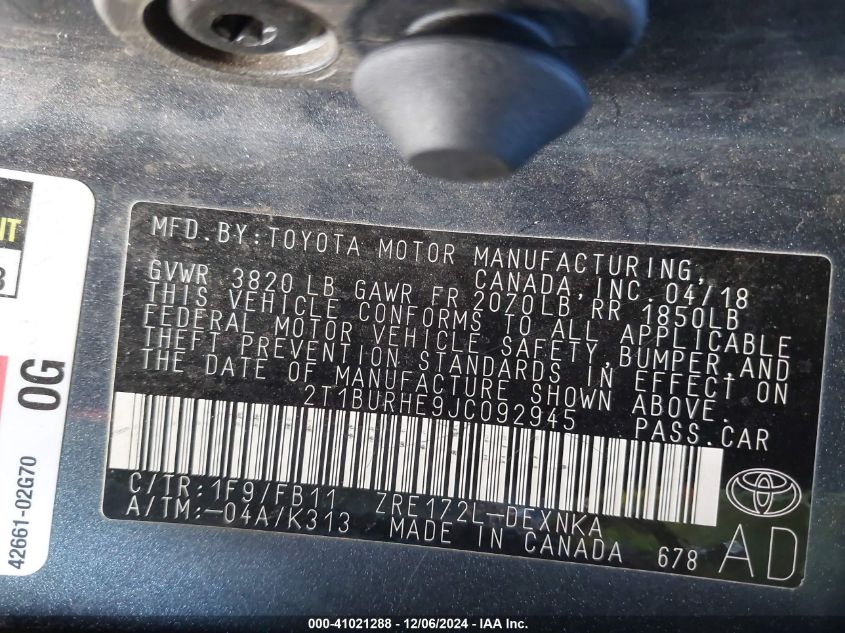 MFD.BY:TOYOTA MOTOR MANUFACTURING,
CANADA, INC. 04/18
GVWR 3820 LB GAWR FR 2070LB RR 1850LB
THIS VEHICLE CONFORMS TO ALL APPLICABLE
FEDERAL MOTOR VEHICLE SAFETY,BUMPER,AND
THEFT PREVENTION STANDARDS IN EFFECT ON
THE DATE OF MANUFACTURE SHOWN ABOVE.
2T1BURHE9JC092945 PASS.CAR
C/TR:1F9/FB11 ZRE172L-DEXNKA
A/TM:-04A/K313 MADE IN CANADA 678
AD
0G
42661-02G70
000-41021288 - 12/06/2024 - IAA Inc.